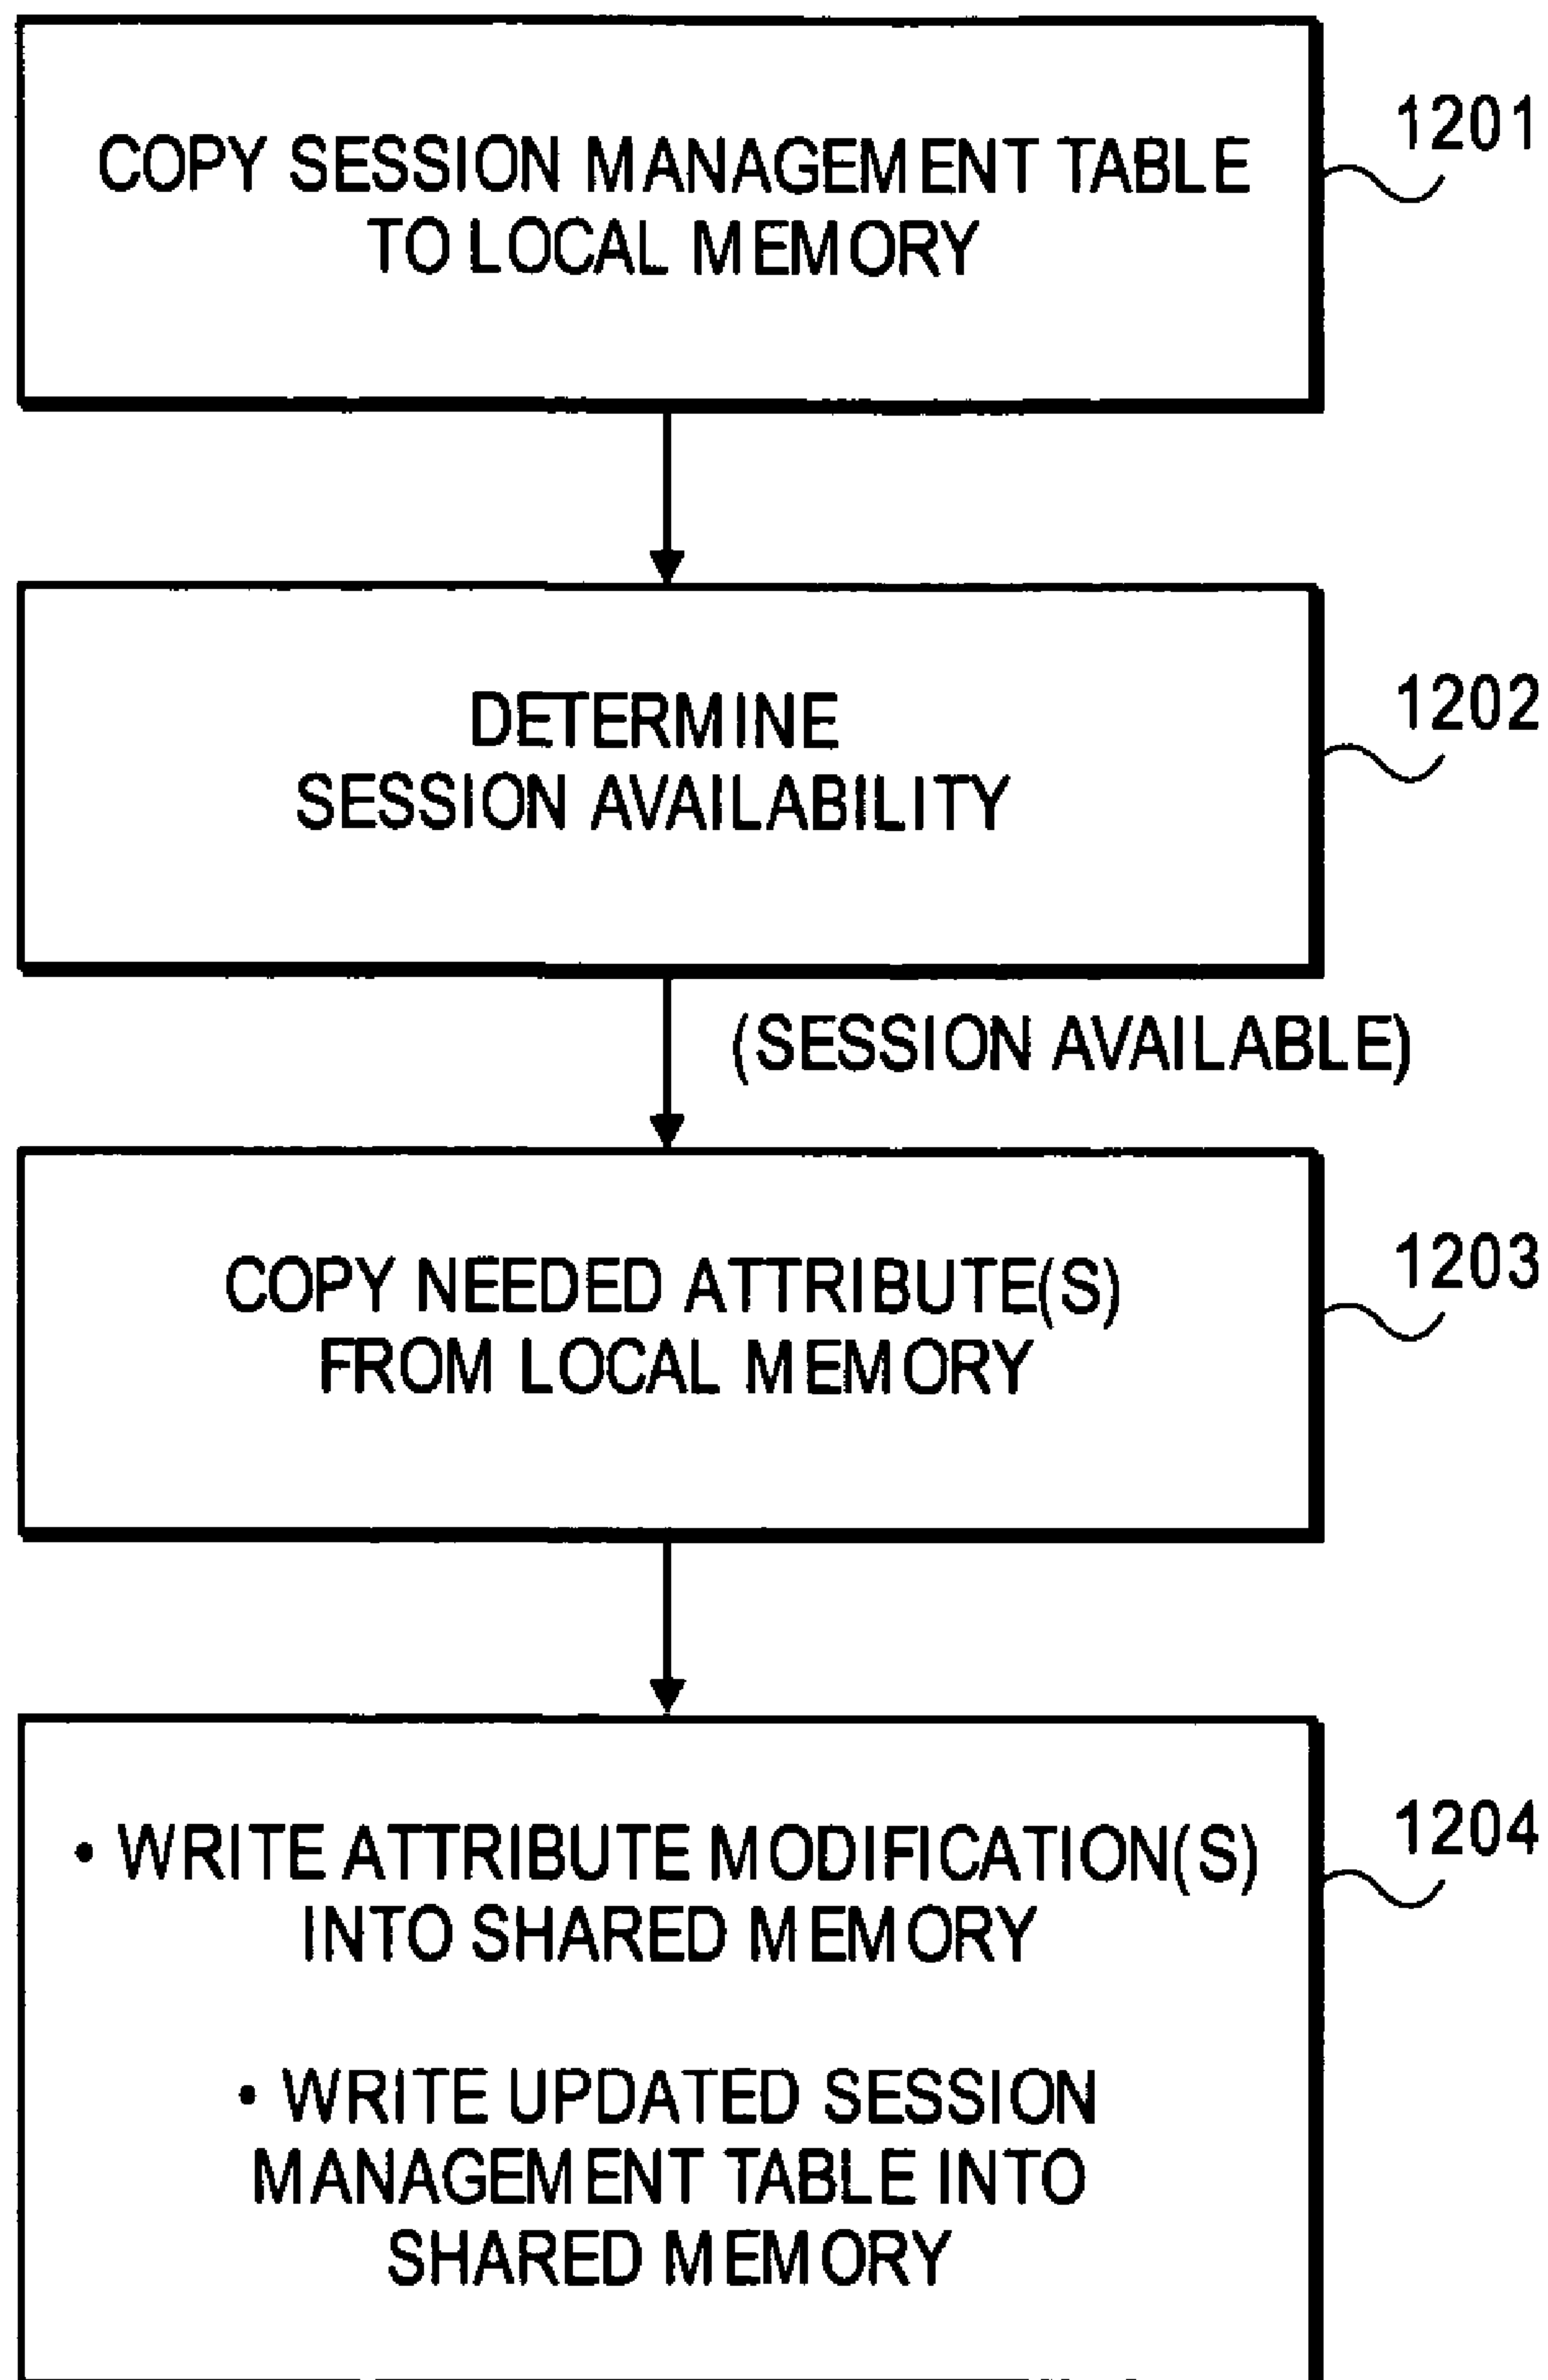 COPY SESSION MANAGEMENT TABLE
TO LOCAL MEMORY
1201
DETERMINE
SESSION AVAILABILITY
1202
(SESSION AVAILABLE)
COPY NEEDED ATTRIBUTE(S)
FROM LOCAL MEMORY
1203
• WRITE ATTRIBUTE MODIFICATION(S)
INTO SHARED MEMORY
• WRITE UPDATED SESSION
MANAGEMENT TABLE INTO
SHARED MEMORY
1204